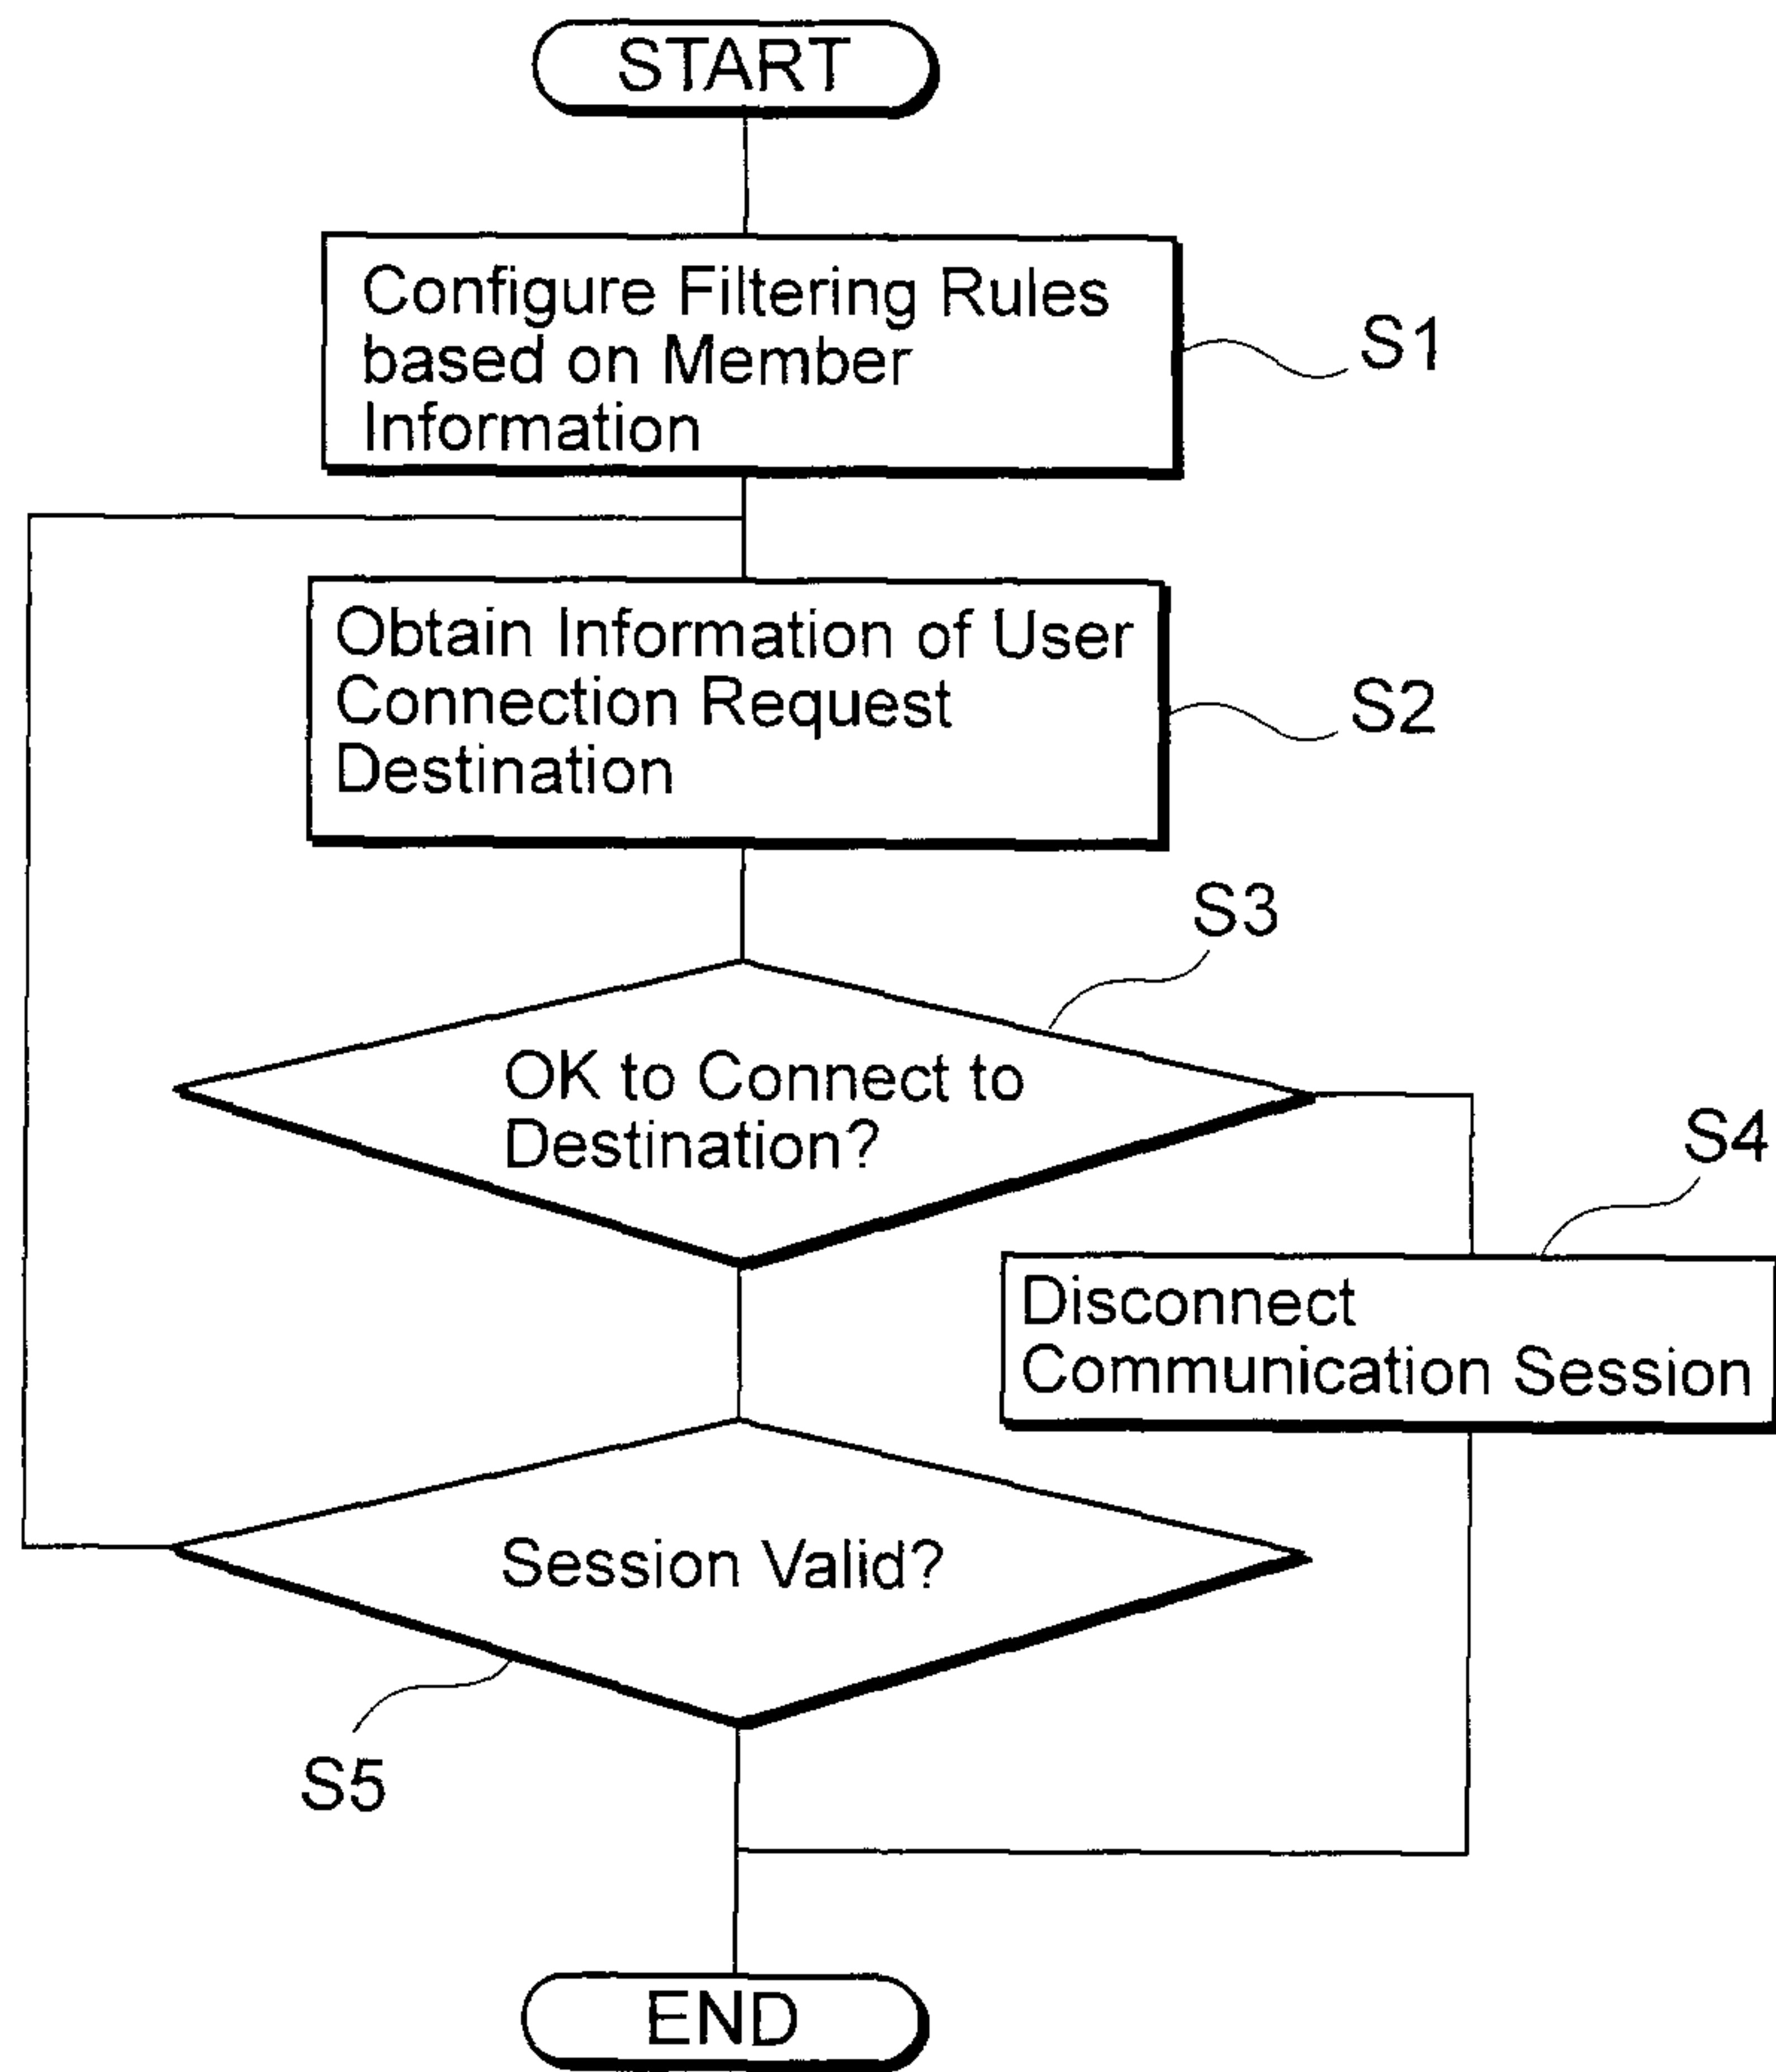 START
Configure Filtering Rules
based on Member
Information
S1
Obtain Information of User
Connection Request
Destination
S2
S3
OK to Connect to
Destination?
S4
Disconnect
Communication Session
Session Valid?
S5
END